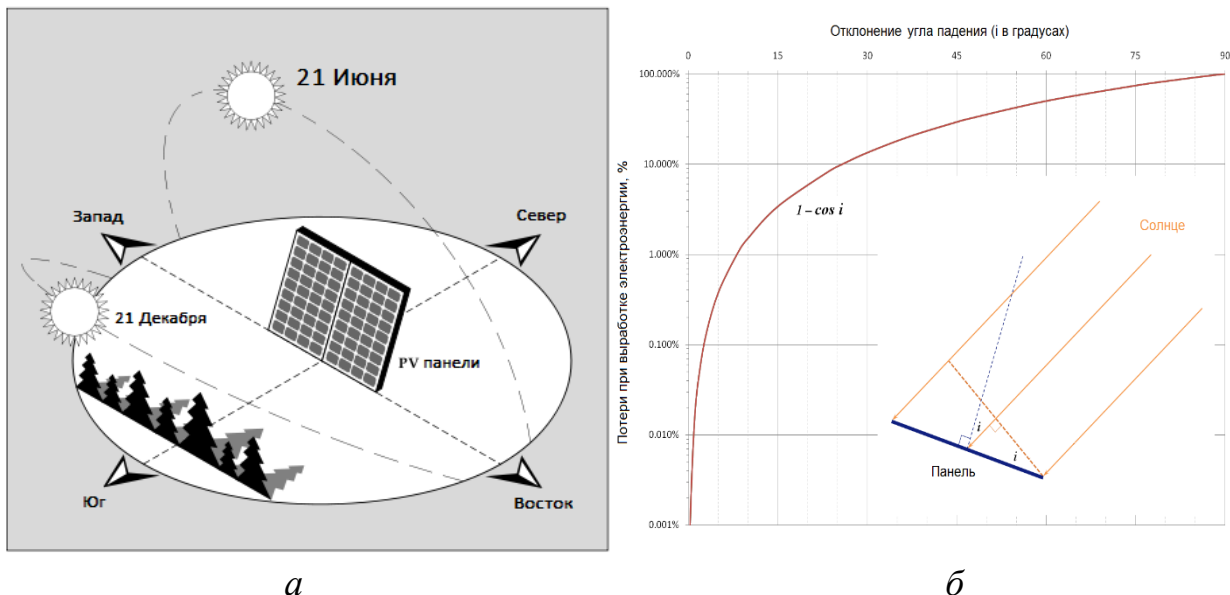 21 Июня
Запад
Север
21 Декабря
PV панели
Юг
Восток
а
Отклонение угла падения (i в градусах)
0 15 30 45 60 75 90
Потери при выработке электроэнергии, %
100.000%
10.000%
1.000%
0.100%
0.010%
0.001%
1 – cos i
Солнце
i
i
Панель
б